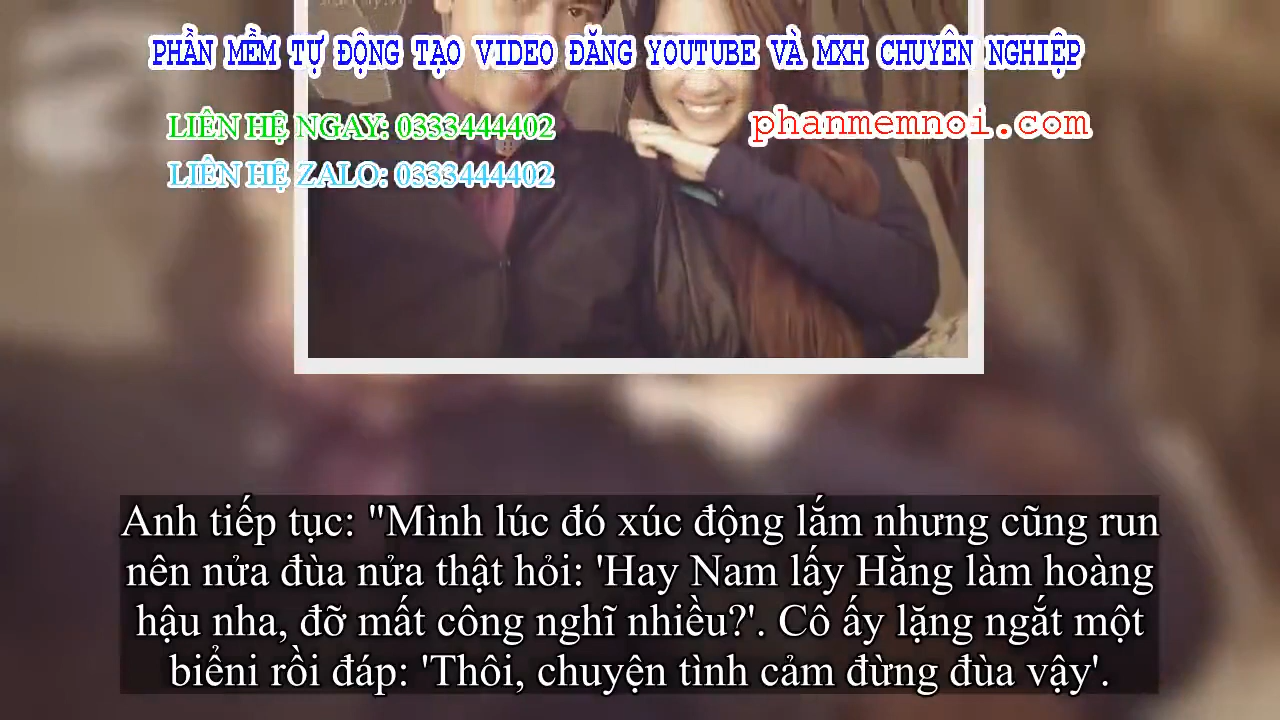 PHẦN MỀM TỰ ĐỘNG TẠO VIDEO ĐĂNG YOUTUBE VÀ MXH CHUYÊN NGHIỆP
LIÊN HỆ NGAY: 0333444402
phanmemnoi.com
LIÊN HỆ ZALO: 0333444402
Anh tiếp tục: "Mình lúc đó xúc động lắm nhưng cũng run
nên nửa đùa nửa thật hỏi: 'Hay Nam lấy Hằng làm hoàng
hậu nha, đỡ mất công nghĩ nhiều?'. Cô ấy lặng ngắt một
biểni rồi đáp: 'Thôi, chuyện tình cảm đừng đùa vậy'.